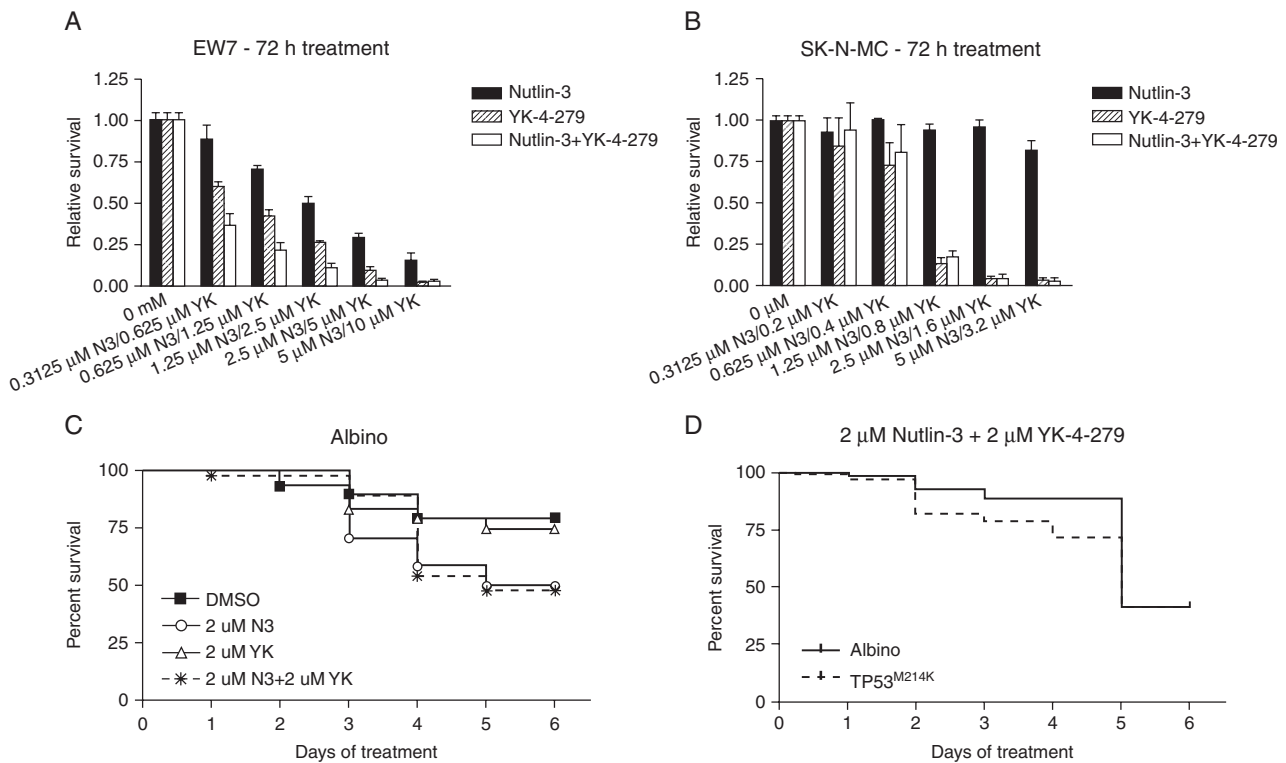 A
EW7 - 72 h treatment
Relative survival
1.25
1.00
0.75
0.50
0.25
0.00
0 mM
0.3125 μM N3/0.625 μM YK
0.625 μM N3/1.25 μM YK
1.25 μM N3/2.5 μM YK
2.5 μM N3/5 μM YK
5 μM N3/10 μM YK
Nutlin-3
YK-4-279
Nutlin-3+YK-4-279
B
SK-N-MC - 72 h treatment
Relative survival
1.25
1.00
0.75
0.50
0.25
0.00
0 μM
0.3125 μM N3/0.2 μM YK
0.625 μM N3/0.4 μM YK
1.25 μM N3/0.8 μM YK
2.5 μM N3/1.6 μM YK
5 μM N3/3.2 μM YK
Nutlin-3
YK-4-279
Nutlin-3+YK-4-279
C
Albino
Percent survival
100
75
50
25
0
DMSO
2 uM N3
2 uM YK
2 uM N3+2 uM YK
0 1 2 3 4 5 6
Days of treatment
D
2 μM Nutlin-3 + 2 μM YK-4-279
Percent survival
100
75
50
25
0
Albino
TP53M214K
0 1 2 3 4 5 6
Days of treatment